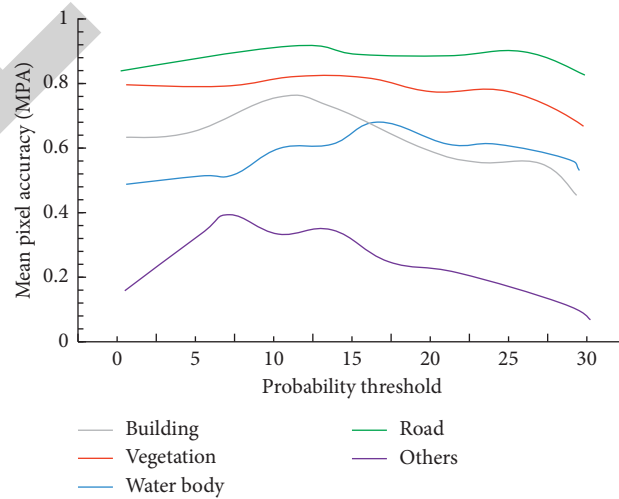 1
0.8
0.6
0.4
0.2
0
Mean pixel accuracy (MPA)
0 5 10 15 20 25 30
Probability threshold
Building
Vegetation
Water body
Road
Others